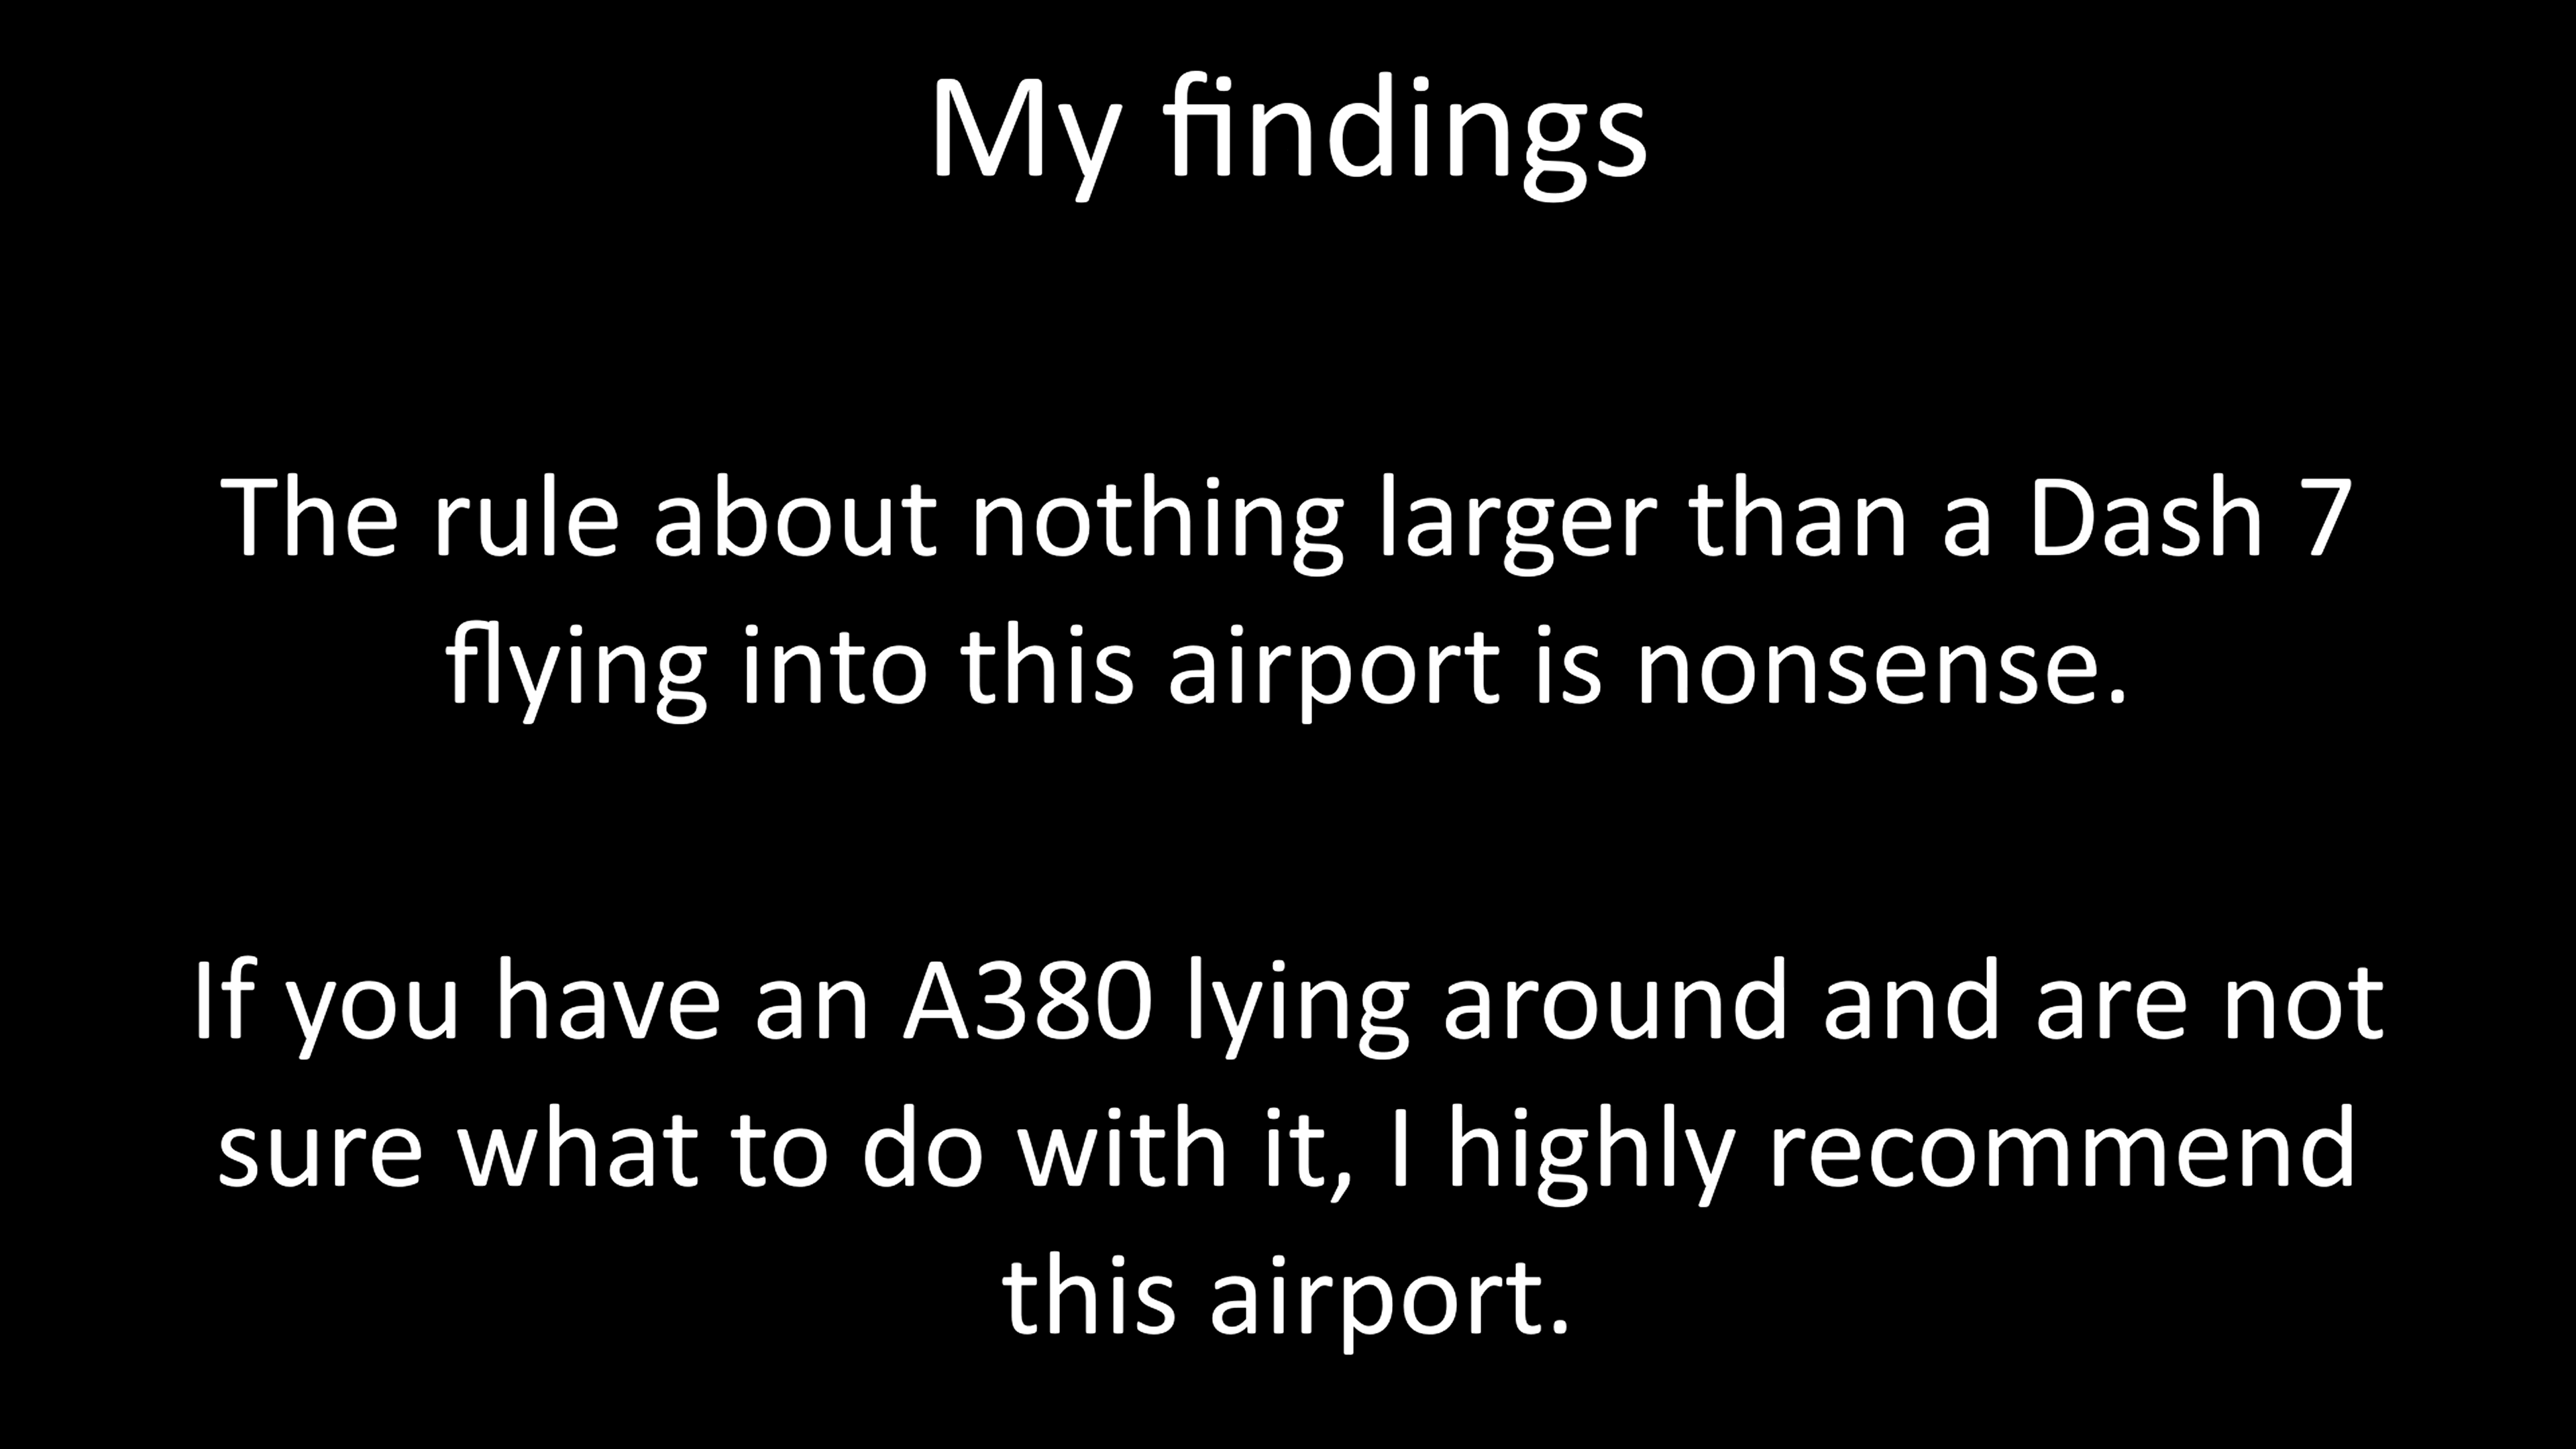 My findings
The rule about nothing larger than a Dash 7
flying into this airport is nonsense.
If you have an A380 lying around and are not
sure what to do with it, I highly recommend
this airport.